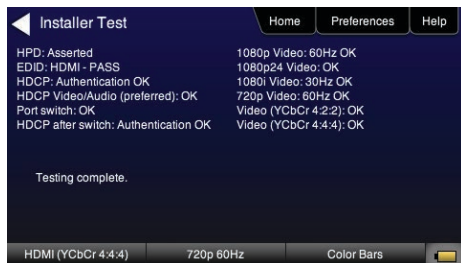 Installer Test
Home
Preferences
Help
HPD: Asserted
EDID: HDMI - PASS
HDCP: Authentication OK
HDCP Video/Audio (preferred): OK
Port switch: OK
HDCP after switch: Authentication OK
1080p Video: 60Hz OK
1080p24 Video: OK
1080i Video: 30Hz OK
720p Video: 60Hz OK
Video (YCbCr 4:2:2): OK
Video (YCbCr 4:4:4): OK
Testing complete.
HDMI (YCbCr 4:4:4)
720p 60Hz
Color Bars